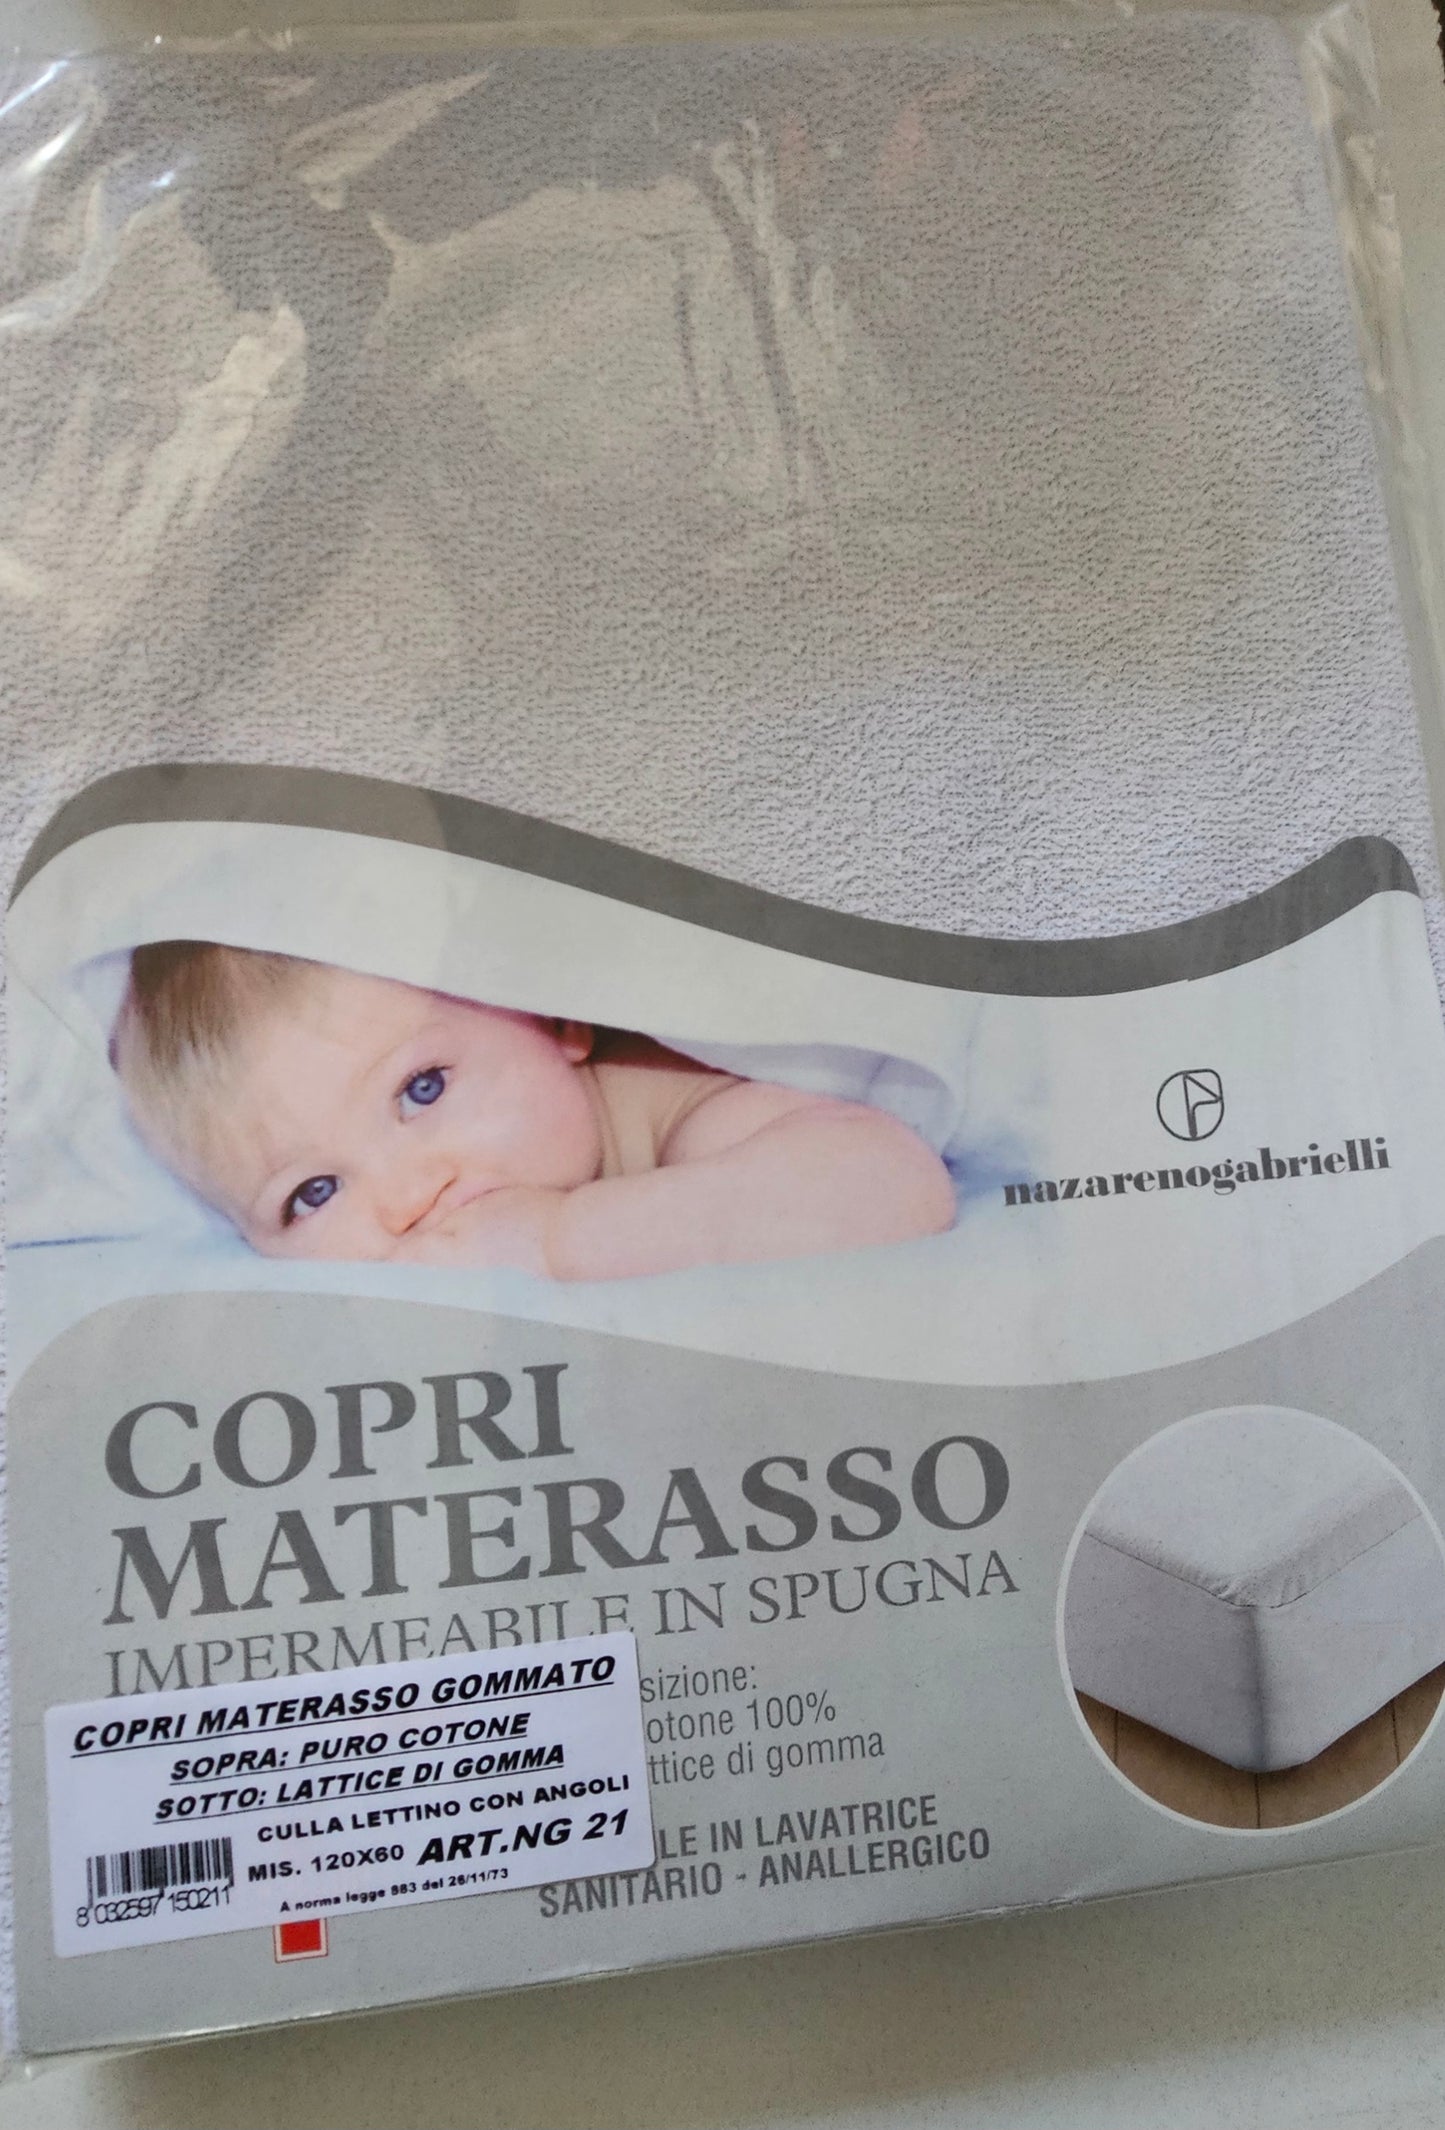 nazarenogabrielli
COPRI
MATERASSO
IMPERMEABILE IN SPUGNA
COPRI MATERASSO GOMMATO
SOPRA: PURO COTONE
SOTTO: LATTICE DI GOMMA
CULLA LETTINO CON ANGOLI
MIS. 120X60 ART.NG 21
A norma legge 883 del 26/11/73
8 032597 150211
sizione:
otone 100%
ttice di gomma
LE IN LAVATRICE
SANITARIO - ANALLERGICO